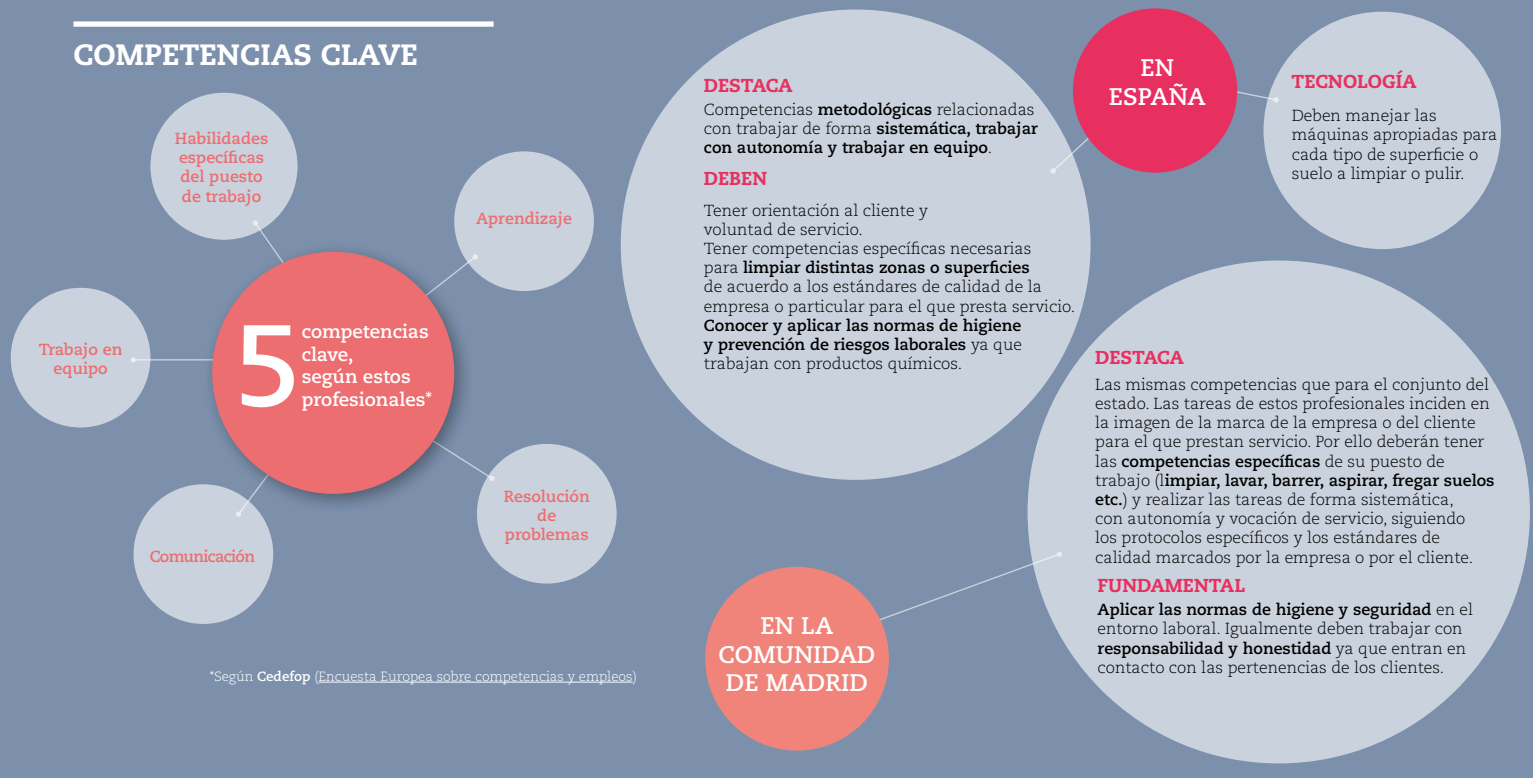 COMPETENCIAS CLAVE
Habilidades
específicas
del puesto
de trabajo
Aprendizaje
Trabajo en
equipo
5
competencias
clave,
según estos
profesionales*
Comunicación
Resolución
de
problemas
*Según Cedefop (Encuesta Europea sobre competencias y empleos)
EN
ESPAÑA
DESTACA
Competencias metodológicas relacionadas
con trabajar de forma sistemática, trabajar
con autonomía y trabajar en equipo.
DEBEN
Tener orientación al cliente y
voluntad de servicio.
Tener competencias específicas necesarias
para limpiar distintas zonas o superficies
de acuerdo a los estándares de calidad de la
empresa o particular para el que presta servicio.
Conocer y aplicar las normas de higiene
y prevención de riesgos laborales ya que
trabajan con productos químicos.
TECNOLOGÍA
Deben manejar las
máquinas apropiadas para
cada tipo de superficie o
suelo a limpiar o pulir.
EN LA
COMUNIDAD
DE MADRID
DESTACA
Las mismas competencias que para el conjunto del
estado. Las tareas de estos profesionales inciden en
la imagen de la marca de la empresa o del cliente
para el que prestan servicio. Por ello deberán tener
las competencias específicas de su puesto de
trabajo (limpiar, lavar, barrer, aspirar, fregar suelos
etc.) y realizar las tareas de forma sistemática,
con autonomía y vocación de servicio, siguiendo
los protocolos específicos y los estándares de
calidad marcados por la empresa o por el cliente.
FUNDAMENTAL
Aplicar las normas de higiene y seguridad en el
entorno laboral. Igualmente deben trabajar con
responsabilidad y honestidad ya que entran en
contacto con las pertenencias de los clientes.